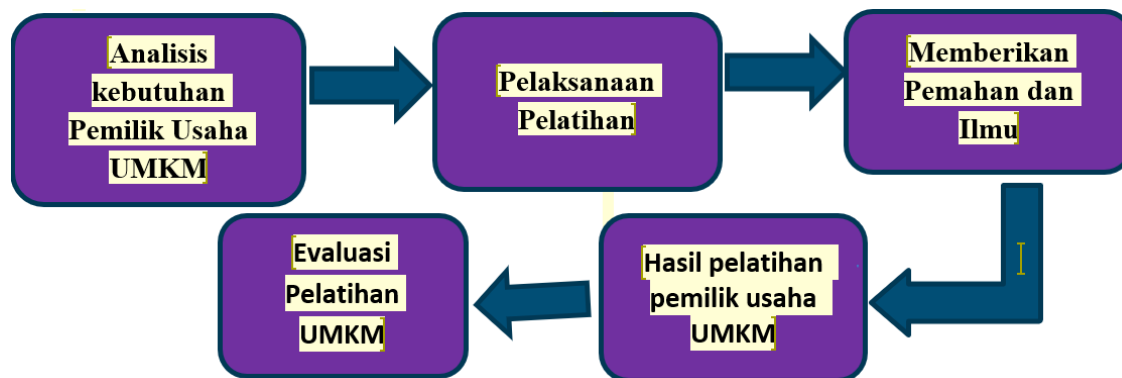 Analisis
kebutuhan
Pemilik Usaha
UMKM
Pelaksanaan
Pelatihan
Memberikan
Pemahan dan
Ilmu
Hasil pelatihan
pemilik usaha
UMKM
Evaluasi
Pelatihan
UMKM